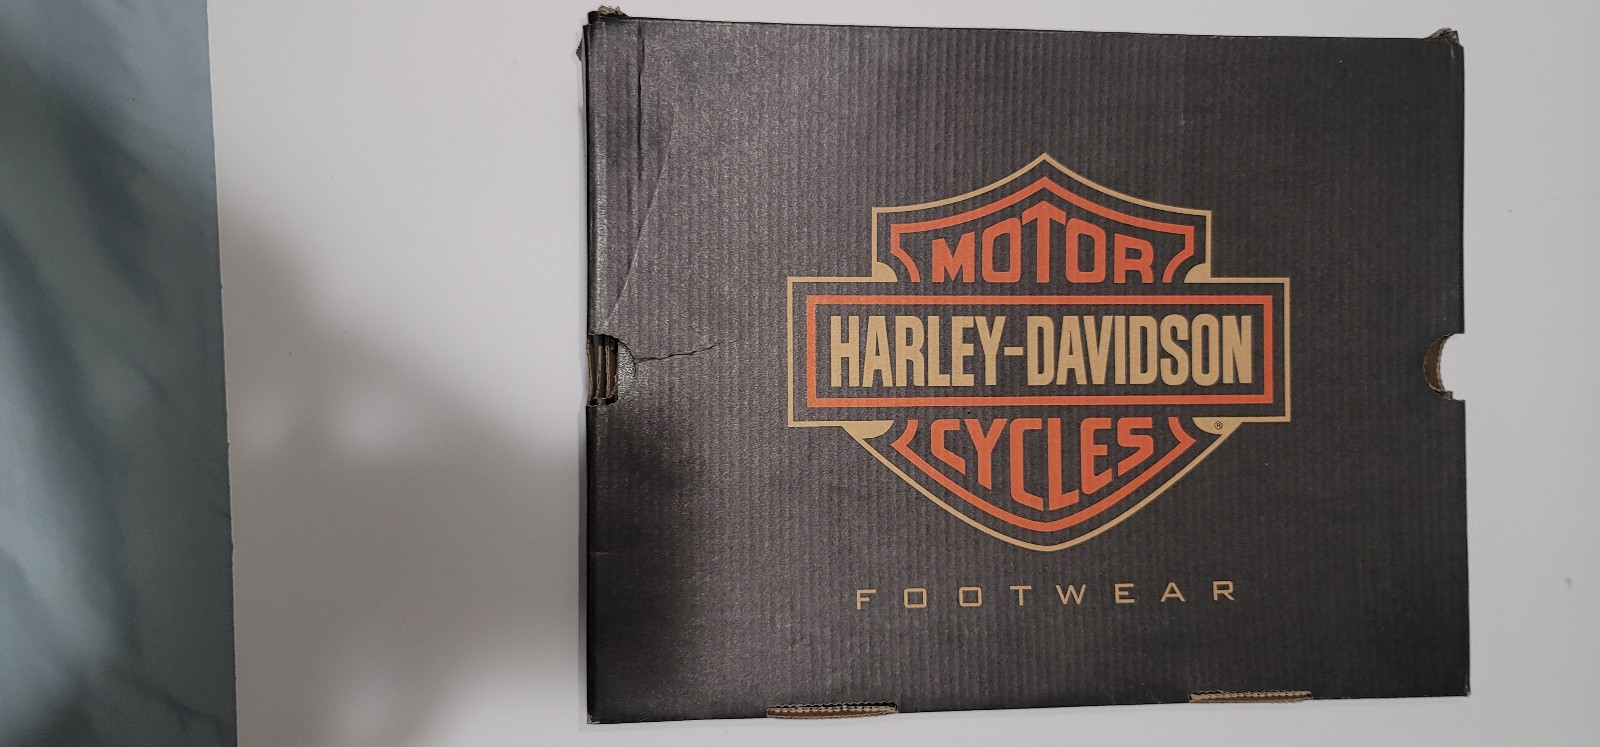 MOTOR
HARLEY-DAVIDSON
CYCLES
®
FOOTWEAR